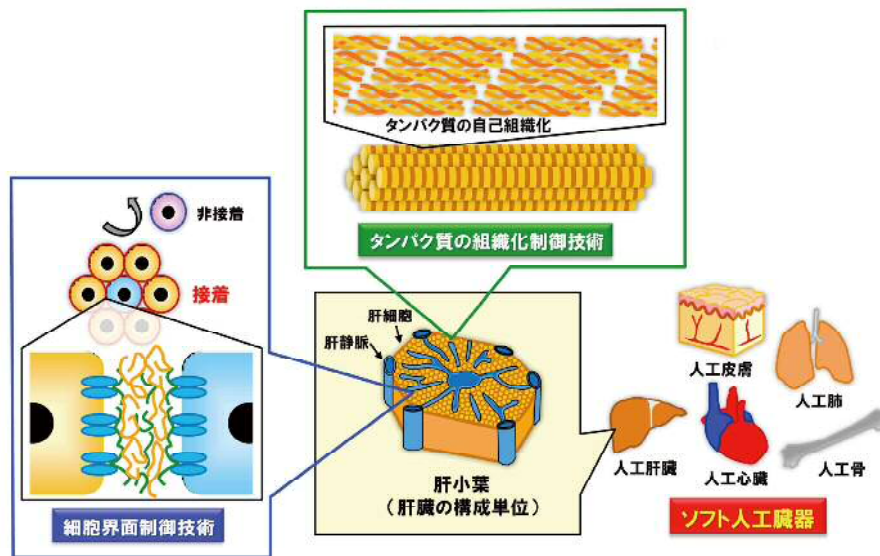 タンパク質の自己組織化
タンパク質の組織化制御技術
非接着
接着
細胞界面制御技術
肝細胞
肝静脈
肝小葉
（肝臓の構成単位）
人工皮膚
人工肺
人工肝臓
人工心臓
人工骨
ソフト人工臓器